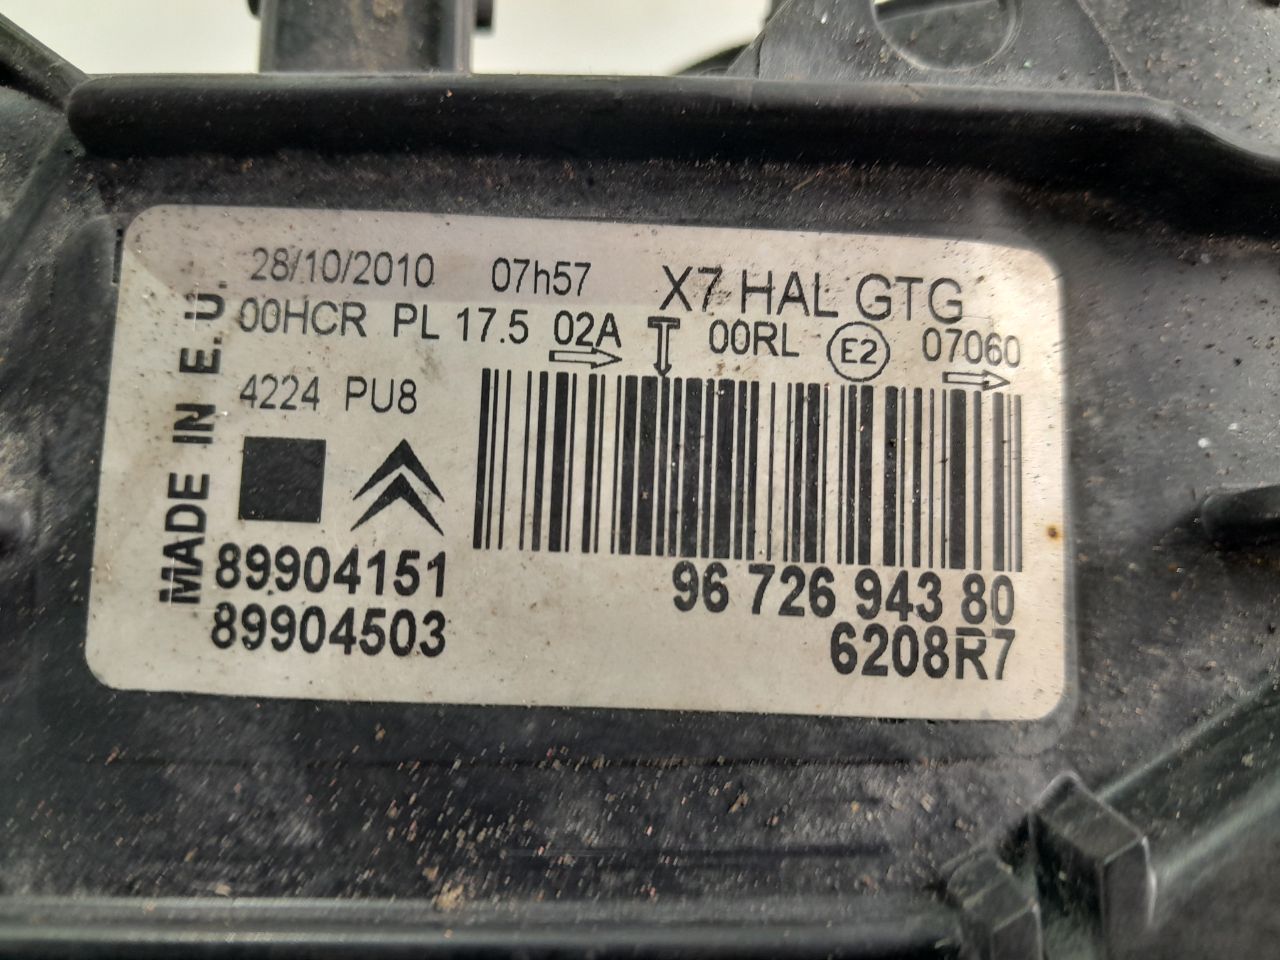 28/10/2010 07h57 X7 HAL GTG
00HCR PL 17.5 02A 00RL E2 07060
4224 PU8
MADE IN E.U.
89904151
89904503
96 726 943 80
6208R7